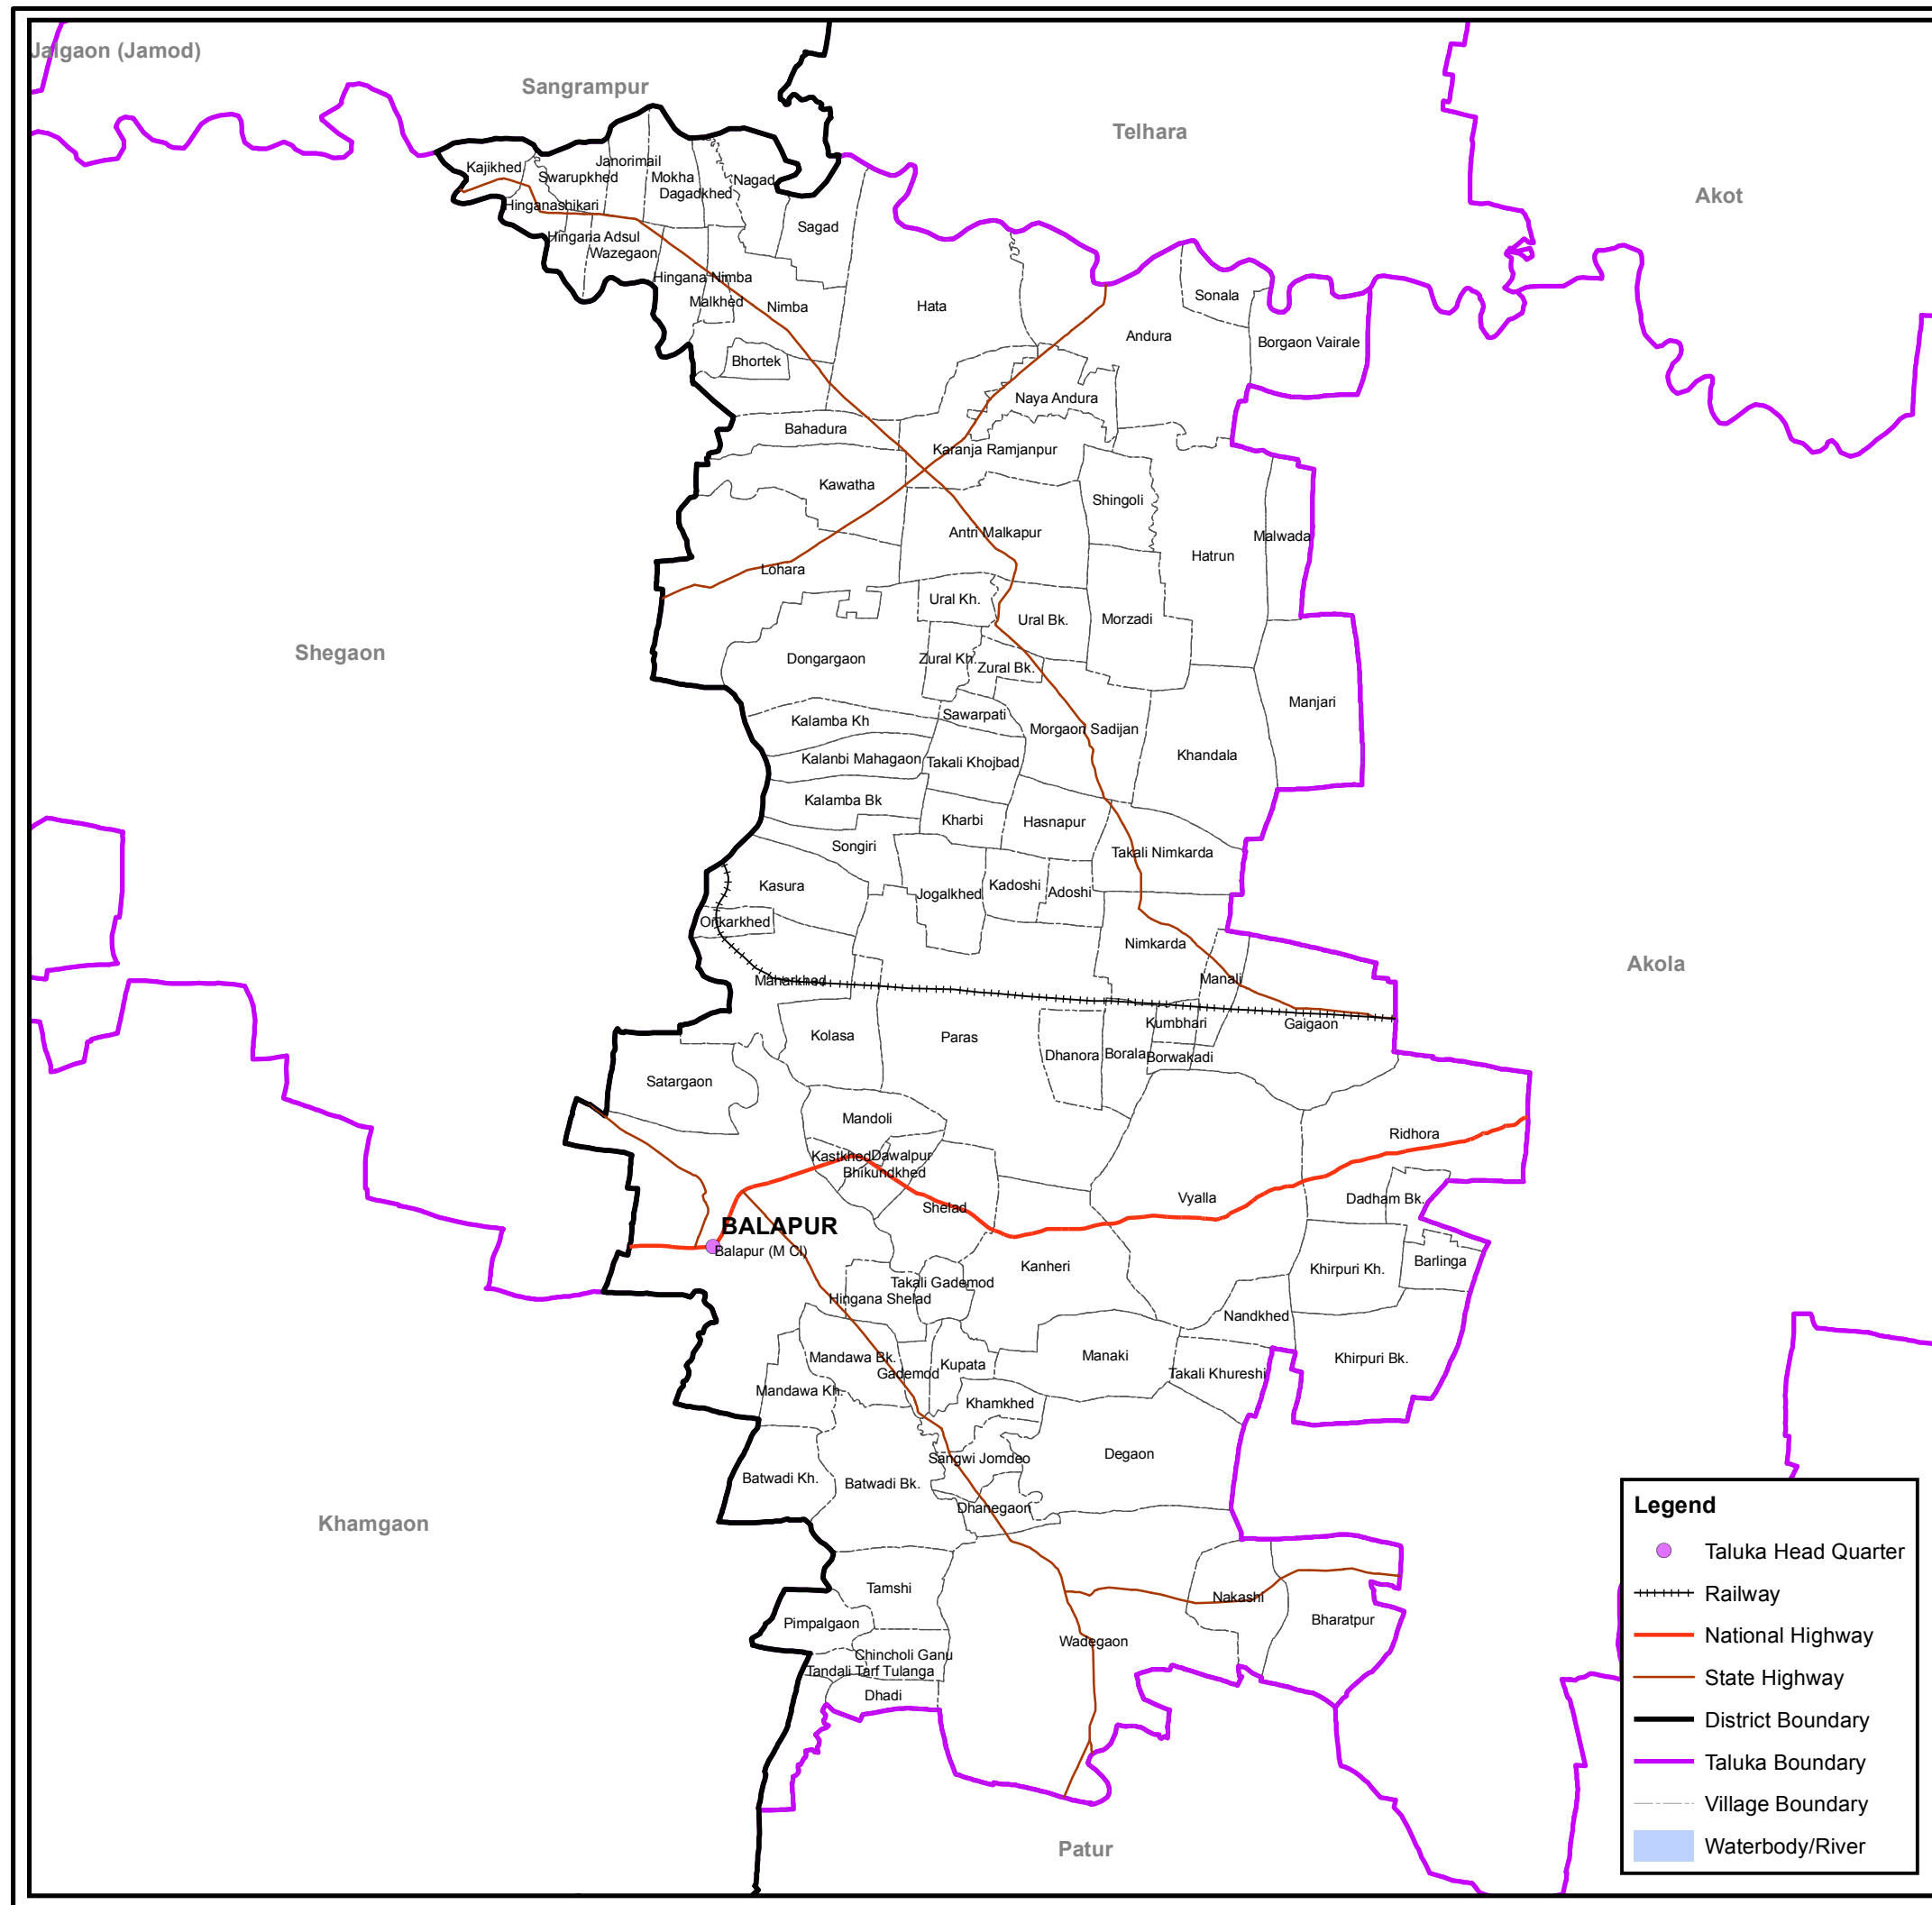 Jalgaon (Jamod)
Sangrampur
Telhara
Akot
Kajikhed
Swarupkhed
Janorimail
Mokha
Dagadkhed
Nagad
Hinganashikari
Sagad
Hingana Adsul
Wazegaon
Hingana Nimba
Malkhed
Nimba
Hata
Sonala
Andura
Borgaon Vairale
Bhortek
Naya Andura
Bahadura
Karanja Ramjanpur
Kawatha
Shingoli
Antri Malkapur
Malwada
Hatrun
Lohara
Ural Kh.
Ural Bk.
Morzadi
Shegaon
Dongargaon
Zural Kh.
Zural Bk.
Manjari
Sawarpati
Kalamba Kh
Morgaon Sadijan
Khandala
Kalanbi Mahagaon
Takali Khojbad
Kalamba Bk
Kharbi
Hasnapur
Songiri
Takali Nimkarda
Kasura
Jogalkhed
Kadoshi
Adoshi
Onkarkhed
Nimkarda
Akola
Manarkhed
Manali
Kolasa
Paras
Kumbhari
Gaigaon
Dhanora
Borala
Borwakadi
Satargaon
Mandoli
Ridhora
Kastkhed
Dawalpur
Bhikundkhed
Vyalla
Dadham Bk.
Shelad
BALAPUR
Balapur (M Cl)
Kanheri
Khirpuri Kh.
Barlinga
Takali Gademod
Hingana Shelad
Nandkhed
Mandawa Bk.
Gademod
Kupata
Manaki
Takali Khureshi
Khirpuri Bk.
Mandawa Kh.
Khamkhed
Sangwi Jomdeo
Degaon
Batwadi Kh.
Batwadi Bk.
Dhanegaon
Khamgaon
Tamshi
Nakashi
Pimpalgaon
Bharatpur
Wadegaon
Chincholi Ganu
Tandali Tarf Tulanga
Dhadi
Patur
Legend
Taluka Head Quarter
Railway
National Highway
State Highway
District Boundary
Taluka Boundary
Village Boundary
Waterbody/River